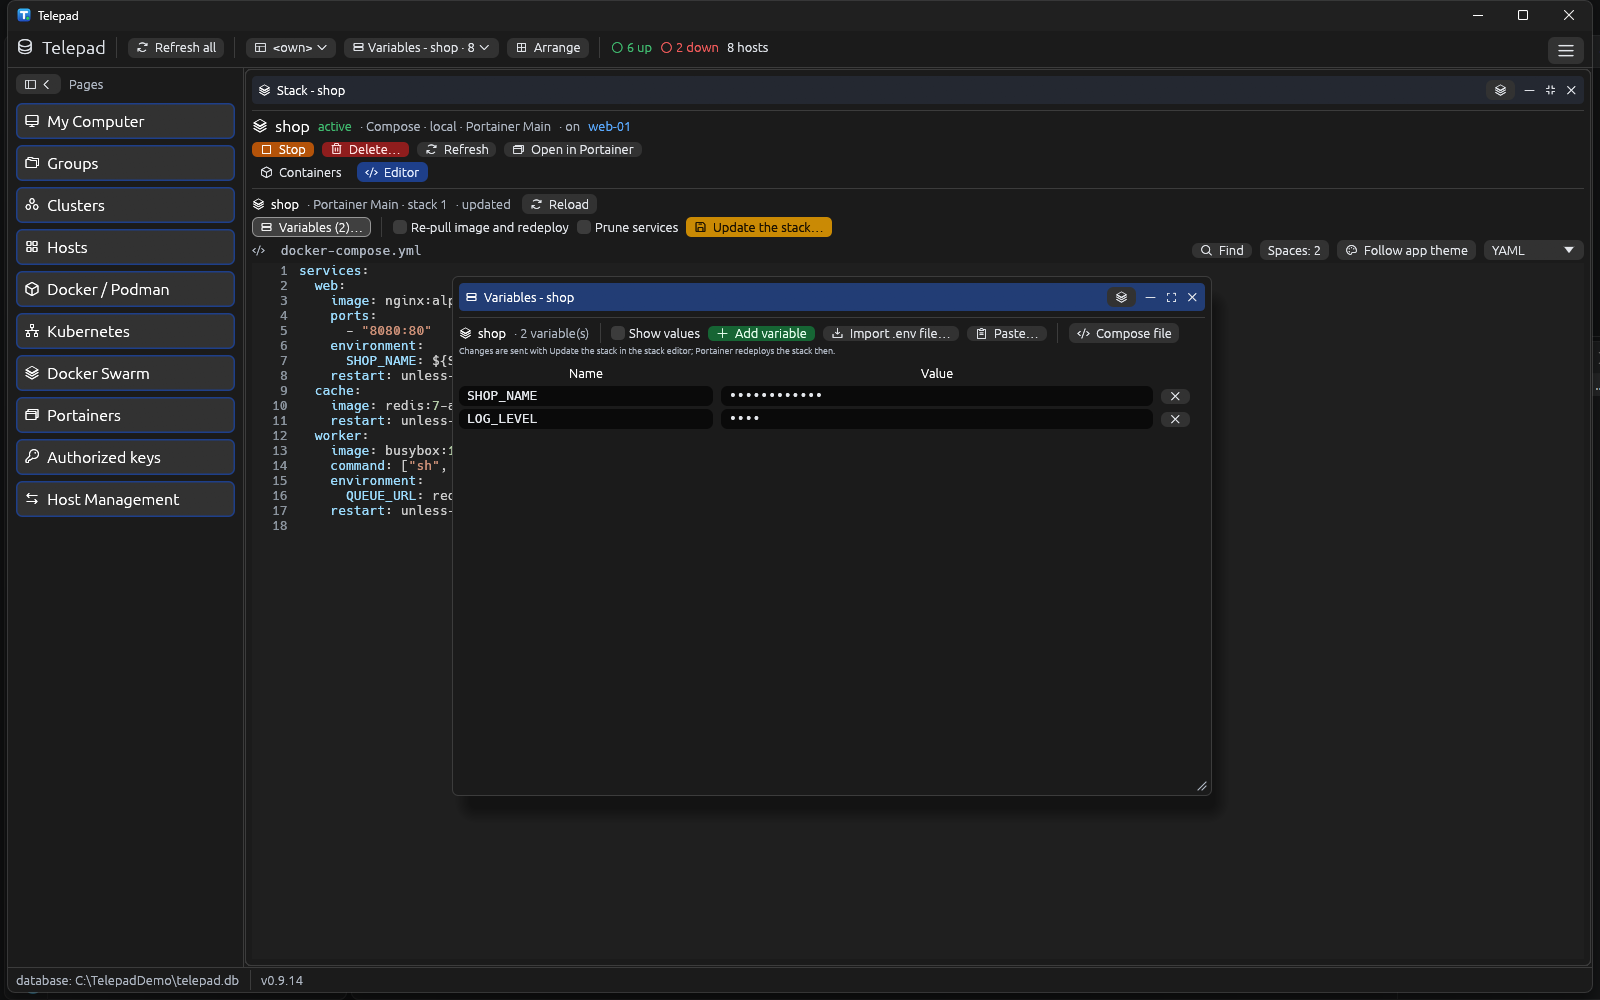 Telepad
Telepad Refresh all <own> Variables - shop · 8 Arrange 6 up 2 down 8 hosts
Pages
My Computer
Groups
Clusters
Hosts
Docker / Podman
Kubernetes
Docker Swarm
Portainers
Authorized keys
Host Management
Stack - shop
shop active · Compose · local · Portainer Main · on web-01
Stop Delete... Refresh Open in Portainer
Containers Editor
shop · Portainer Main · stack 1 · updated Reload
Variables (2)... Re-pull image and redeploy Prune services Update the stack...
docker-compose.yml Find Spaces: 2 Follow app theme YAML
1 services:
2 web:
3 image: nginx:alp
4 ports:
5 - "8080:80"
6 environment:
7 SHOP_NAME: ${S
8 restart: unless-
9 cache:
10 image: redis:7-a
11 restart: unless-
12 worker:
13 image: busybox:1
14 command: ["sh",
15 environment:
16 QUEUE_URL: red
17 restart: unless-
18
Variables - shop
shop · 2 variable(s) Show values Add variable Import .env file... Paste... Compose file
Changes are sent with Update the stack in the stack editor; Portainer redeploys the stack then.
Name Value
SHOP_NAME ••••••••••••
LOG_LEVEL ••••
database: C:\TelepadDemo\telepad.db v0.9.14